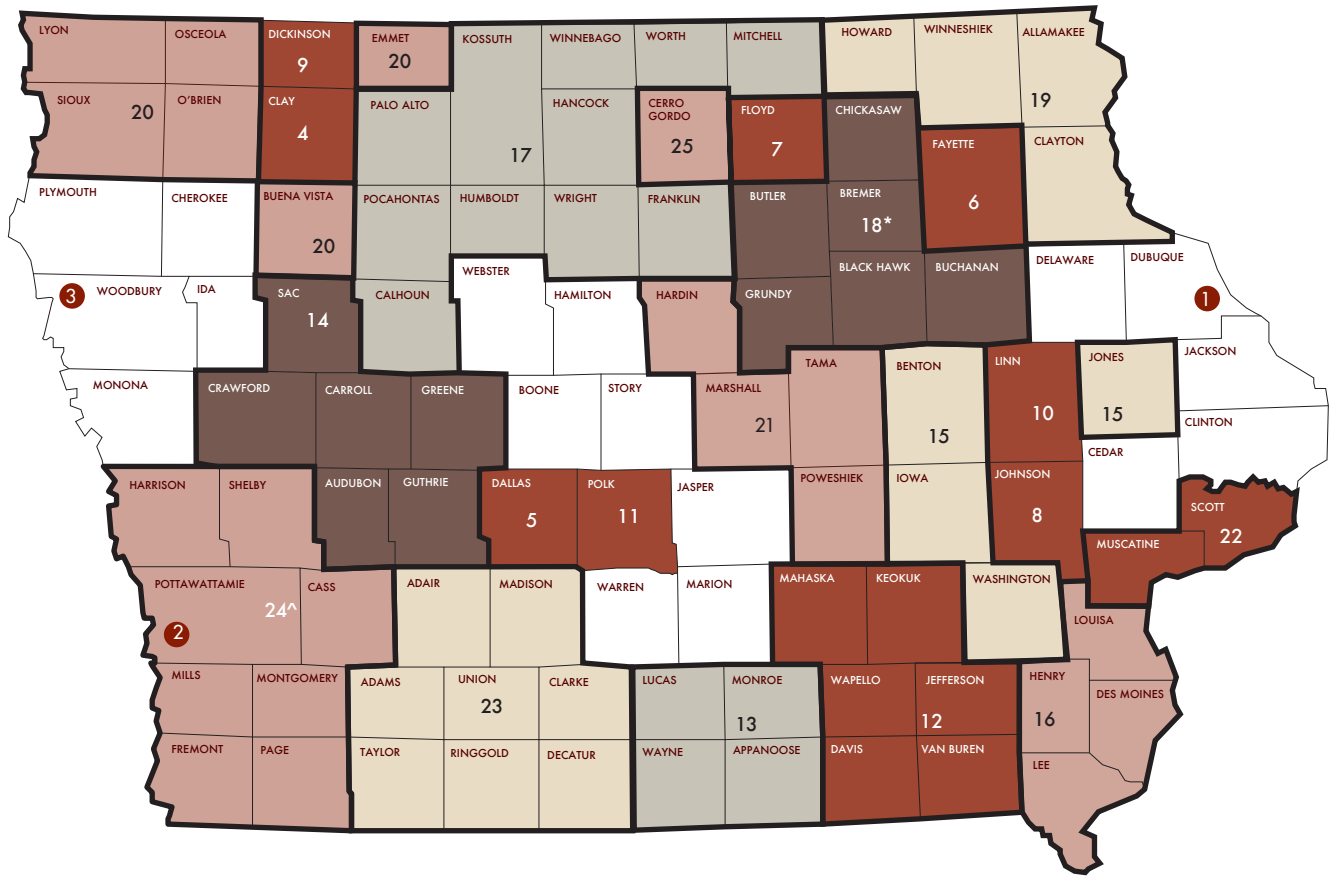 LYON
OSCEOLA
DICKINSON
9
EMMET
20
KOSSUTH
WINNEBAGO
WORTH
MITCHELL
HOWARD
WINNESHIEK
ALLAMAKEE
19
SIOUX
20
O'BRIEN
CLAY
4
PALO ALTO
17
HANCOCK
CERRO
GORDO
25
FLOYD
7
CHICKASAW
FAYETTE
6
CLAYTON
PLYMOUTH
CHEROKEE
BUENA VISTA
20
POCAHONTAS
HUMBOLDT
WRIGHT
FRANKLIN
BUTLER
BREMER
18*
3
WOODBURY
IDA
SAC
14
CALHOUN
WEBSTER
HAMILTON
HARDIN
GRUNDY
BLACK HAWK
BUCHANAN
DELAWARE
DUBUQUE
1
MONONA
CRAWFORD
CARROLL
GREENE
BOONE
STORY
MARSHALL
21
TAMA
BENTON
15
LINN
10
JONES
15
JACKSON
CLINTON
CEDAR
HARRISON
SHELBY
AUDUBON
GUTHRIE
DALLAS
5
POLK
11
JASPER
POWESHIEK
IOWA
JOHNSON
8
SCOTT
22
MUSCATINE
POTTAWATTAMIE
24^
2
CASS
ADAIR
MADISON
WARREN
MARION
MAHASKA
KEOKUK
WASHINGTON
LOUISA
MILLS
MONTGOMERY
ADAMS
UNION
23
CLARKE
LUCAS
MONROE
13
WAPELLO
JEFFERSON
12
HENRY
16
DES MOINES
FREMONT
PAGE
TAYLOR
RINGGOLD
DECATUR
WAYNE
APPANOOSE
DAVIS
VAN BUREN
LEE